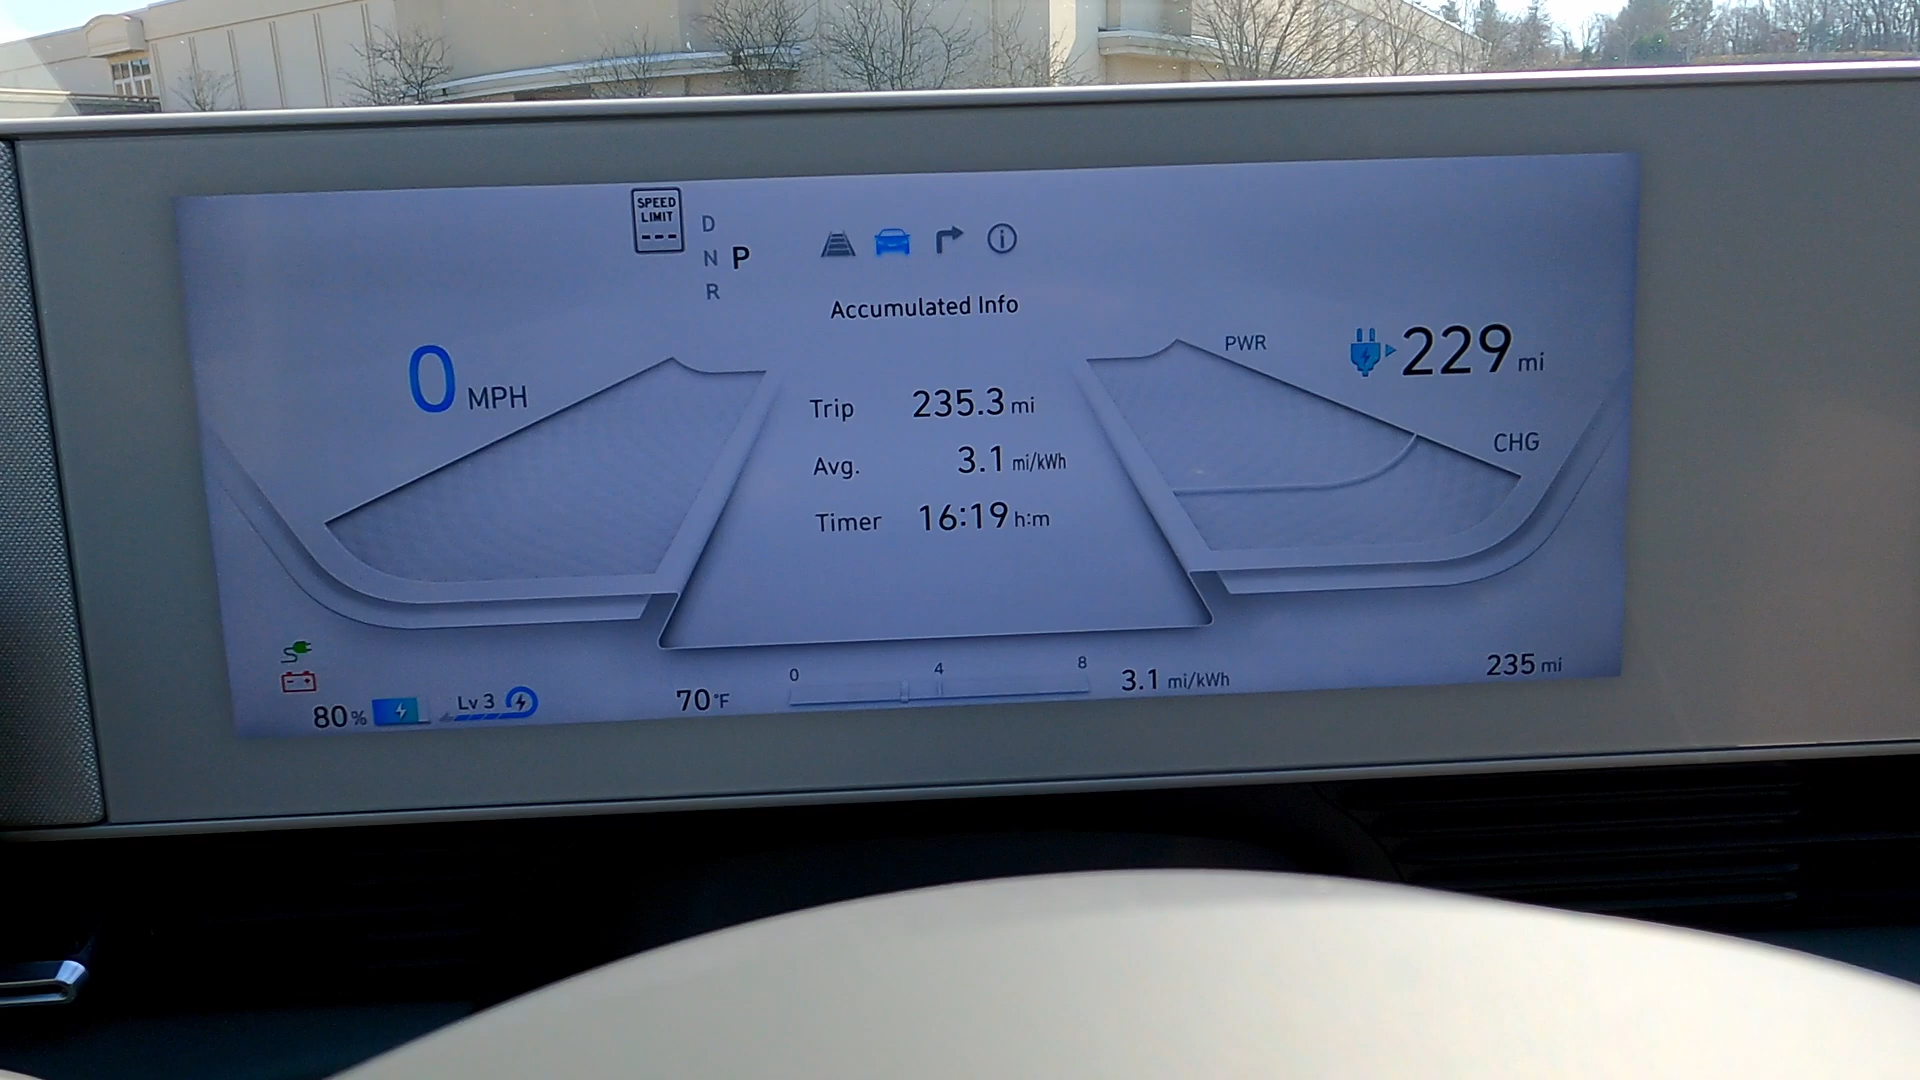 SPEED
LIMIT
---
D
N P
R
Accumulated Info
0 MPH
PWR
229 mi
CHG
Trip 235.3 mi
Avg. 3.1 mi/kWh
Timer 16:19 h:m
80%
Lv 3
70°F
0 4 8
3.1 mi/kWh
235 mi